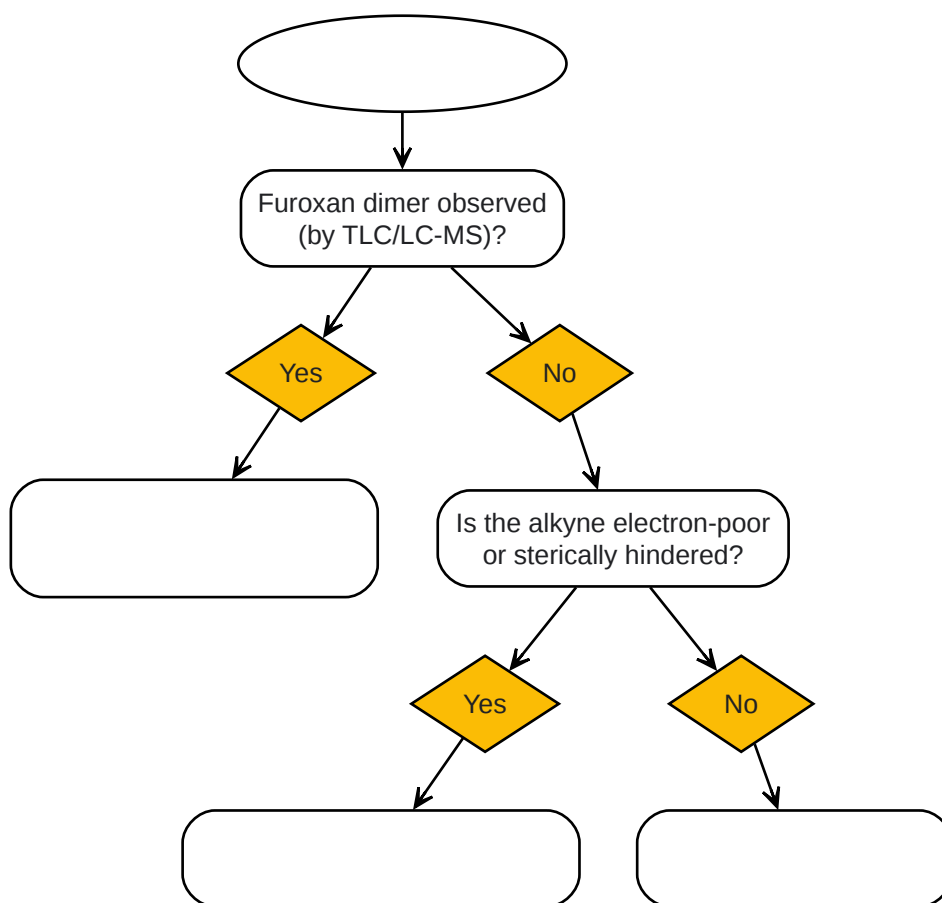 Furoxan dimer observed
(by TLC/LC-MS)?
Yes
No
Is the alkyne electron-poor
or sterically hindered?
Yes
No